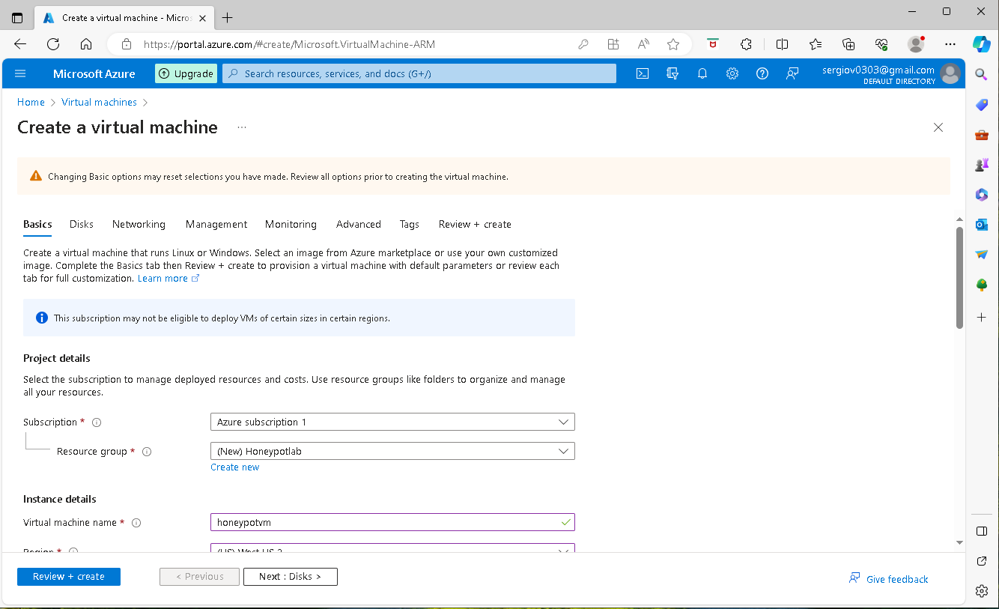 Create a virtual machine - Micros
https://portal.azure.com/#create/Microsoft.VirtualMachine-ARM
Microsoft Azure
Upgrade
Search resources, services, and docs (G+/)
sergiov0303@gmail.com
DEFAULT DIRECTORY
Home > Virtual machines >
Create a virtual machine ...
Changing Basic options may reset selections you have made. Review all options prior to creating the virtual machine.
Basics Disks Networking Management Monitoring Advanced Tags Review + create
Create a virtual machine that runs Linux or Windows. Select an image from Azure marketplace or use your own customized
image. Complete the Basics tab then Review + create to provision a virtual machine with default parameters or review each
tab for full customization. Learn more
This subscription may not be eligible to deploy VMs of certain sizes in certain regions.
Project details
Select the subscription to manage deployed resources and costs. Use resource groups like folders to organize and manage
all your resources.
Subscription * Azure subscription 1
Resource group * (New) Honeypotlab
Create new
Instance details
Virtual machine name * honeypotvm
Region * (US) West US 2
Review + create < Previous Next : Disks > Give feedback